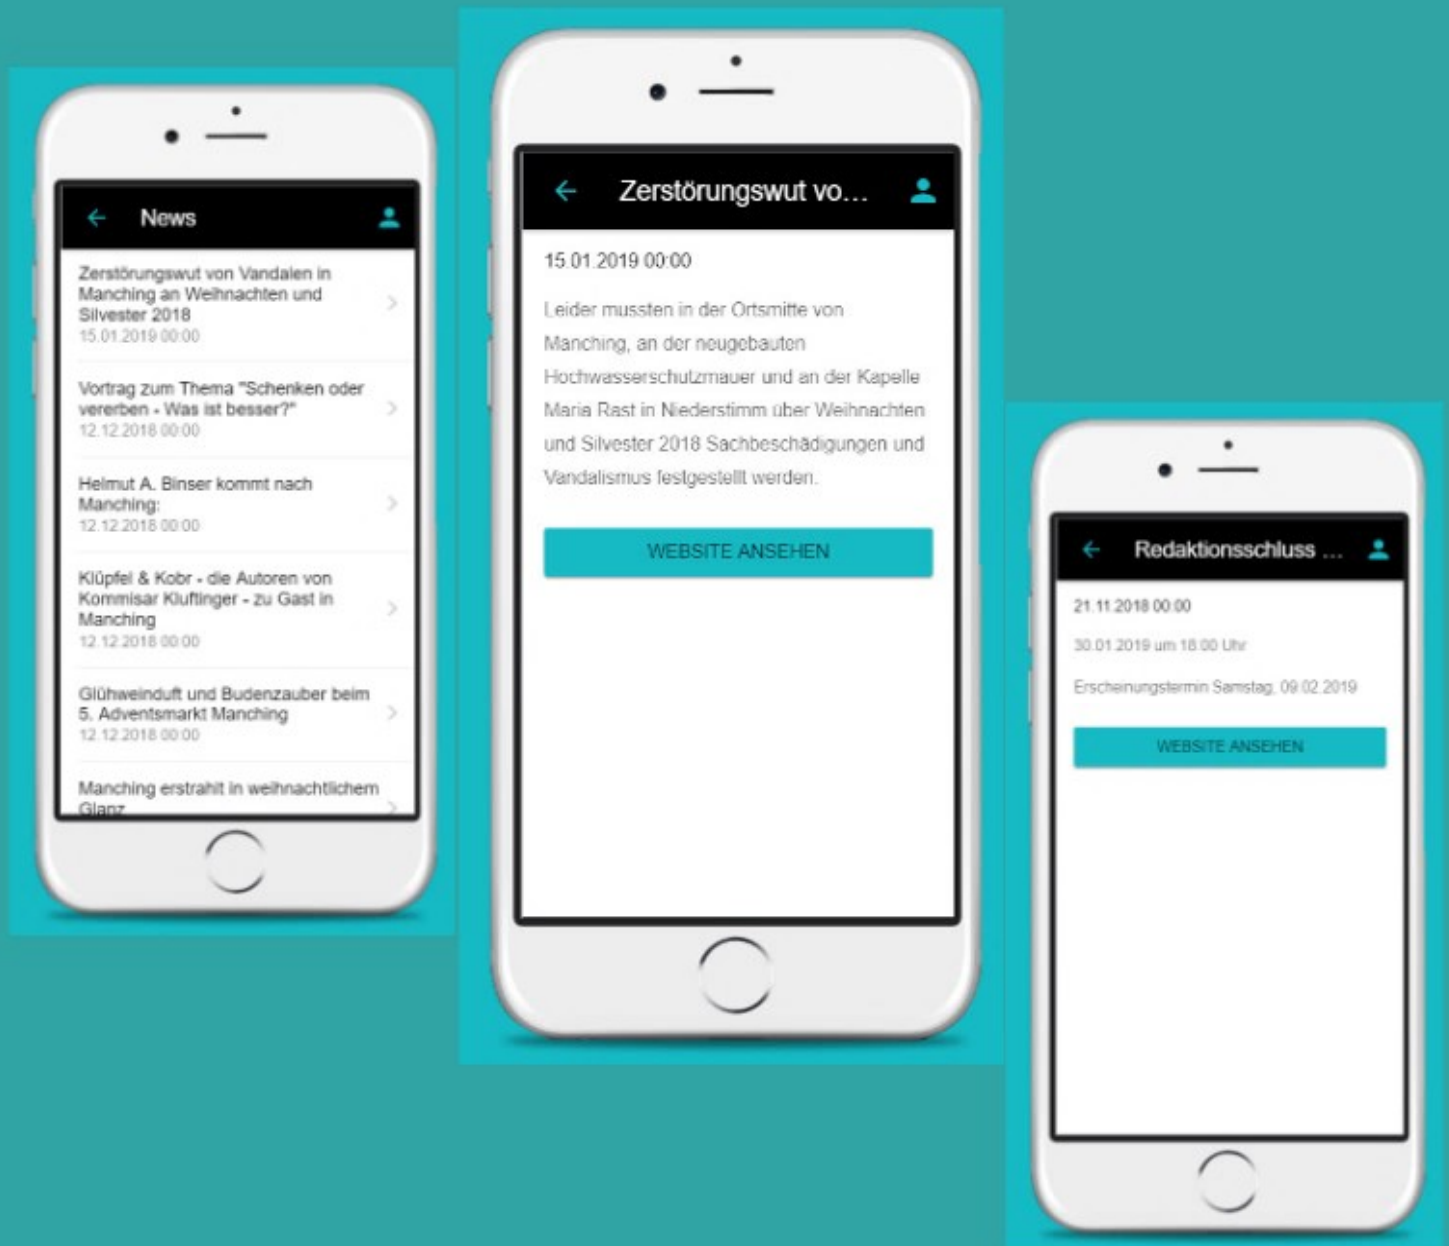 News
Zerstörungswut von Vandalen in
Manching an Weihnachten und
Silvester 2018
15.01.2019 00:00
Vortrag zum Thema "Schenken oder
vererben - Was ist besser?"
12.12.2018 00:00
Helmut A. Binser kommt nach
Manching:
12.12.2018 00:00
Klüpfel & Kobr - die Autoren von
Kommisar Kluftinger - zu Gast in
Manching
12.12.2018 00:00
Glühweinduft und Budenzauber beim
5. Adventsmarkt Manching
12.12.2018 00:00
Manching erstrahlt in weihnachtlichem
Glanz
Zerstörungswut vo...
15.01.2019 00:00
Leider mussten in der Ortsmitte von
Manching, an der neugebauten
Hochwasserschutzmauer und an der Kapelle
Maria Rast in Niederstimm über Weihnachten
und Silvester 2018 Sachbeschädigungen und
Vandalismus festgestellt werden.
WEBSITE ANSEHEN
Redaktionsschluss ...
21.11.2018 00:00
30.01.2019 um 18:00 Uhr
Erscheinungstermin Samstag, 09.02.2019
WEBSITE ANSEHEN